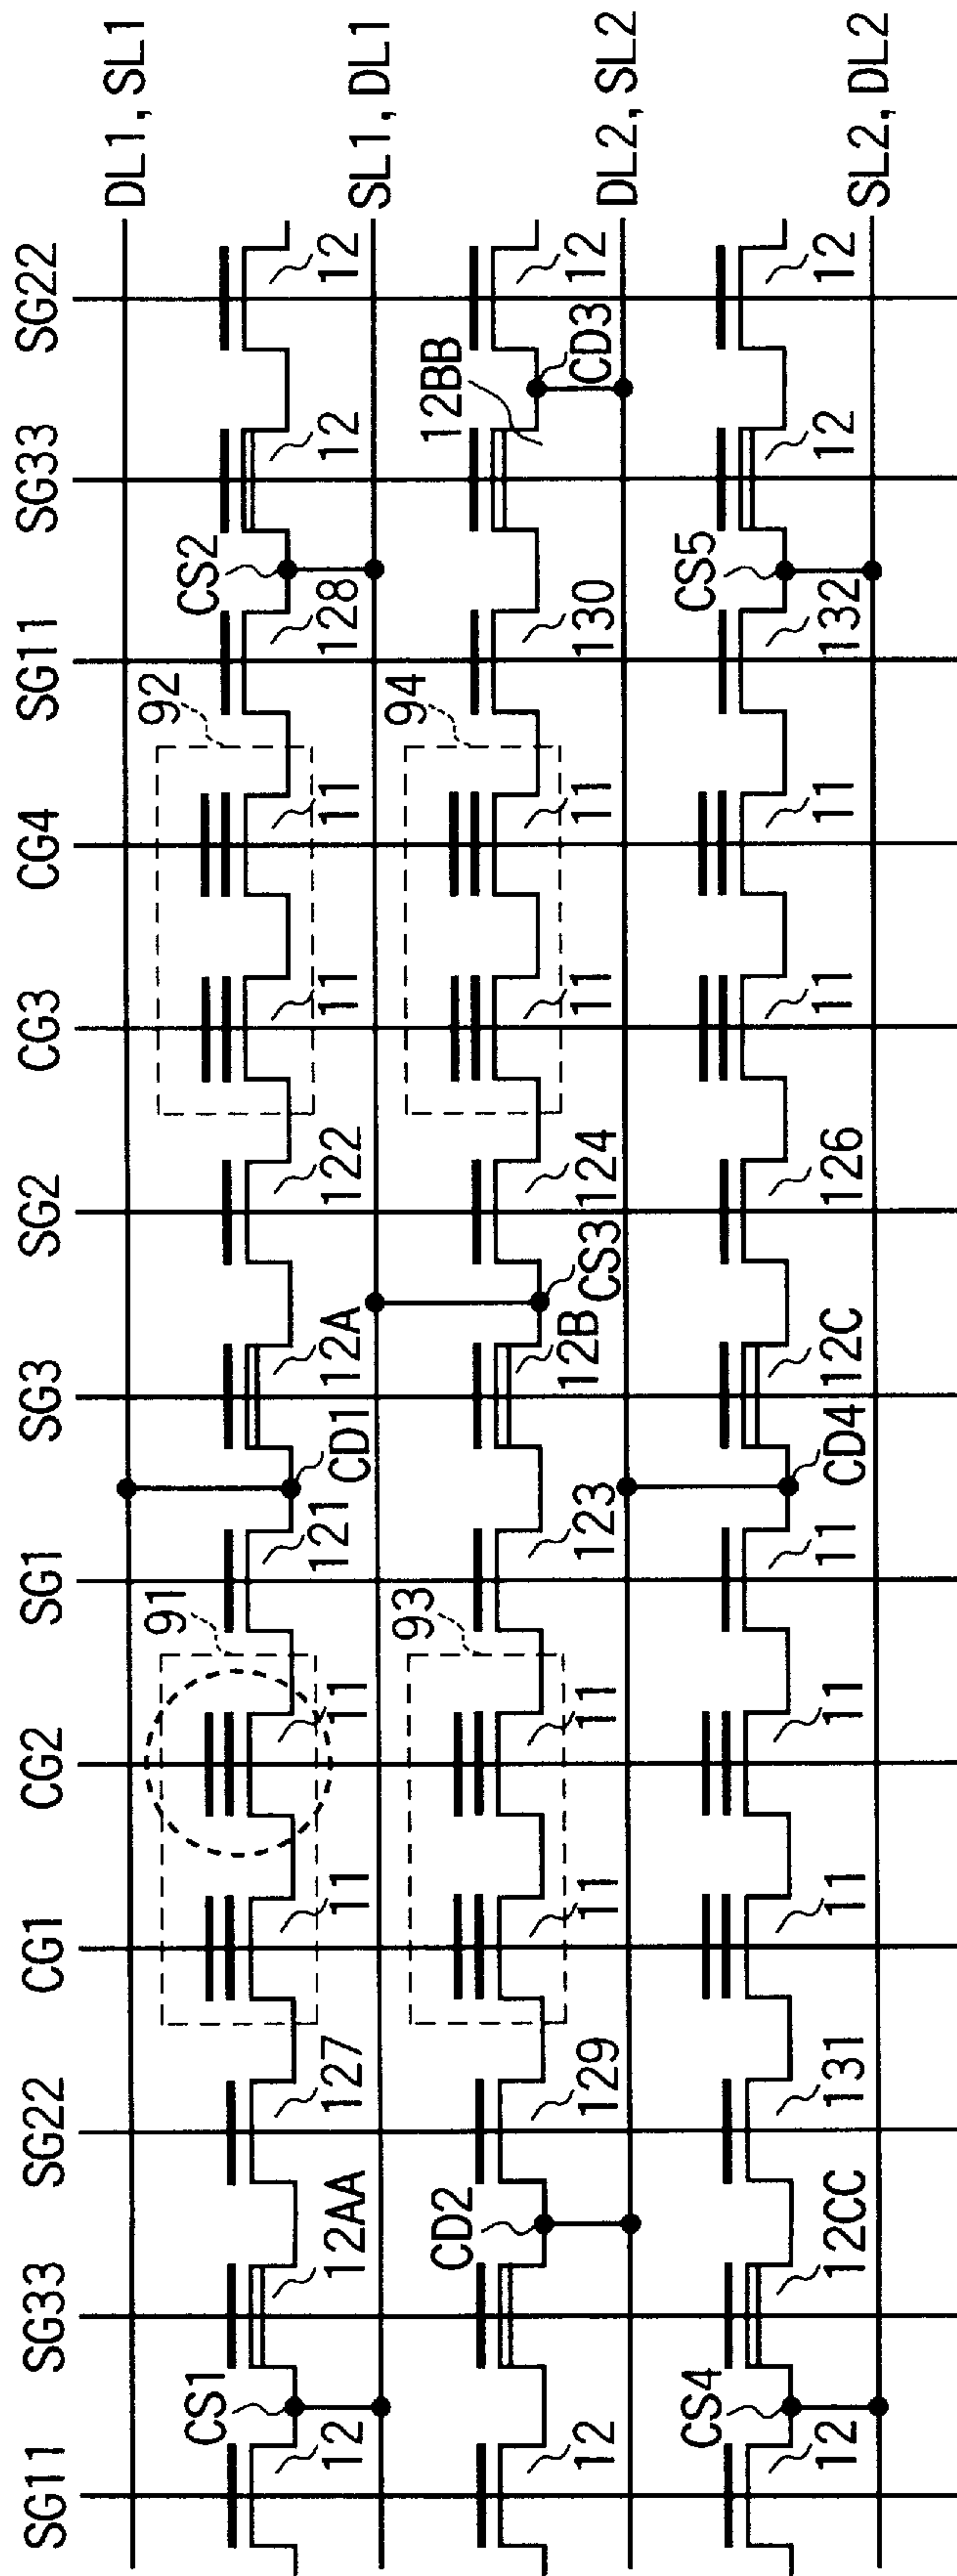 SG11
SG33
SG22
CG1
CG2
SG1
SG3
SG2
CG3
CG4
SG11
SG33
SG22
DL1, SL1
91
92
CS1
CS2
12
12AA
127
11
11
121
CD1
12A
122
11
11
128
12
12
SL1, DL1
93
94
CD2
12BB
12
129
11
11
123
12B
CS3
124
11
11
130
CD3
12
DL2, SL2
CS4
CS5
12
12CC
131
11
11
11
CD4
12C
126
11
11
132
12
12
SL2, DL2